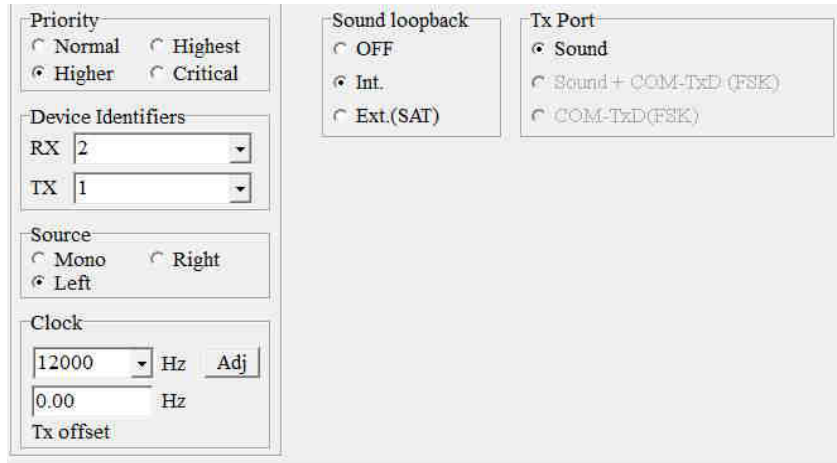 Priority
Normal Highest
Higher Critical
Device Identifiers
RX 2
TX 1
Source
Mono Right
Left
Clock
12000 Hz Adj
0.00 Hz
Tx offset
Sound loopback
OFF
Int.
Ext.(SAT)
Tx Port
Sound
Sound + COM-TxD (FSK)
COM-TxD(FSK)